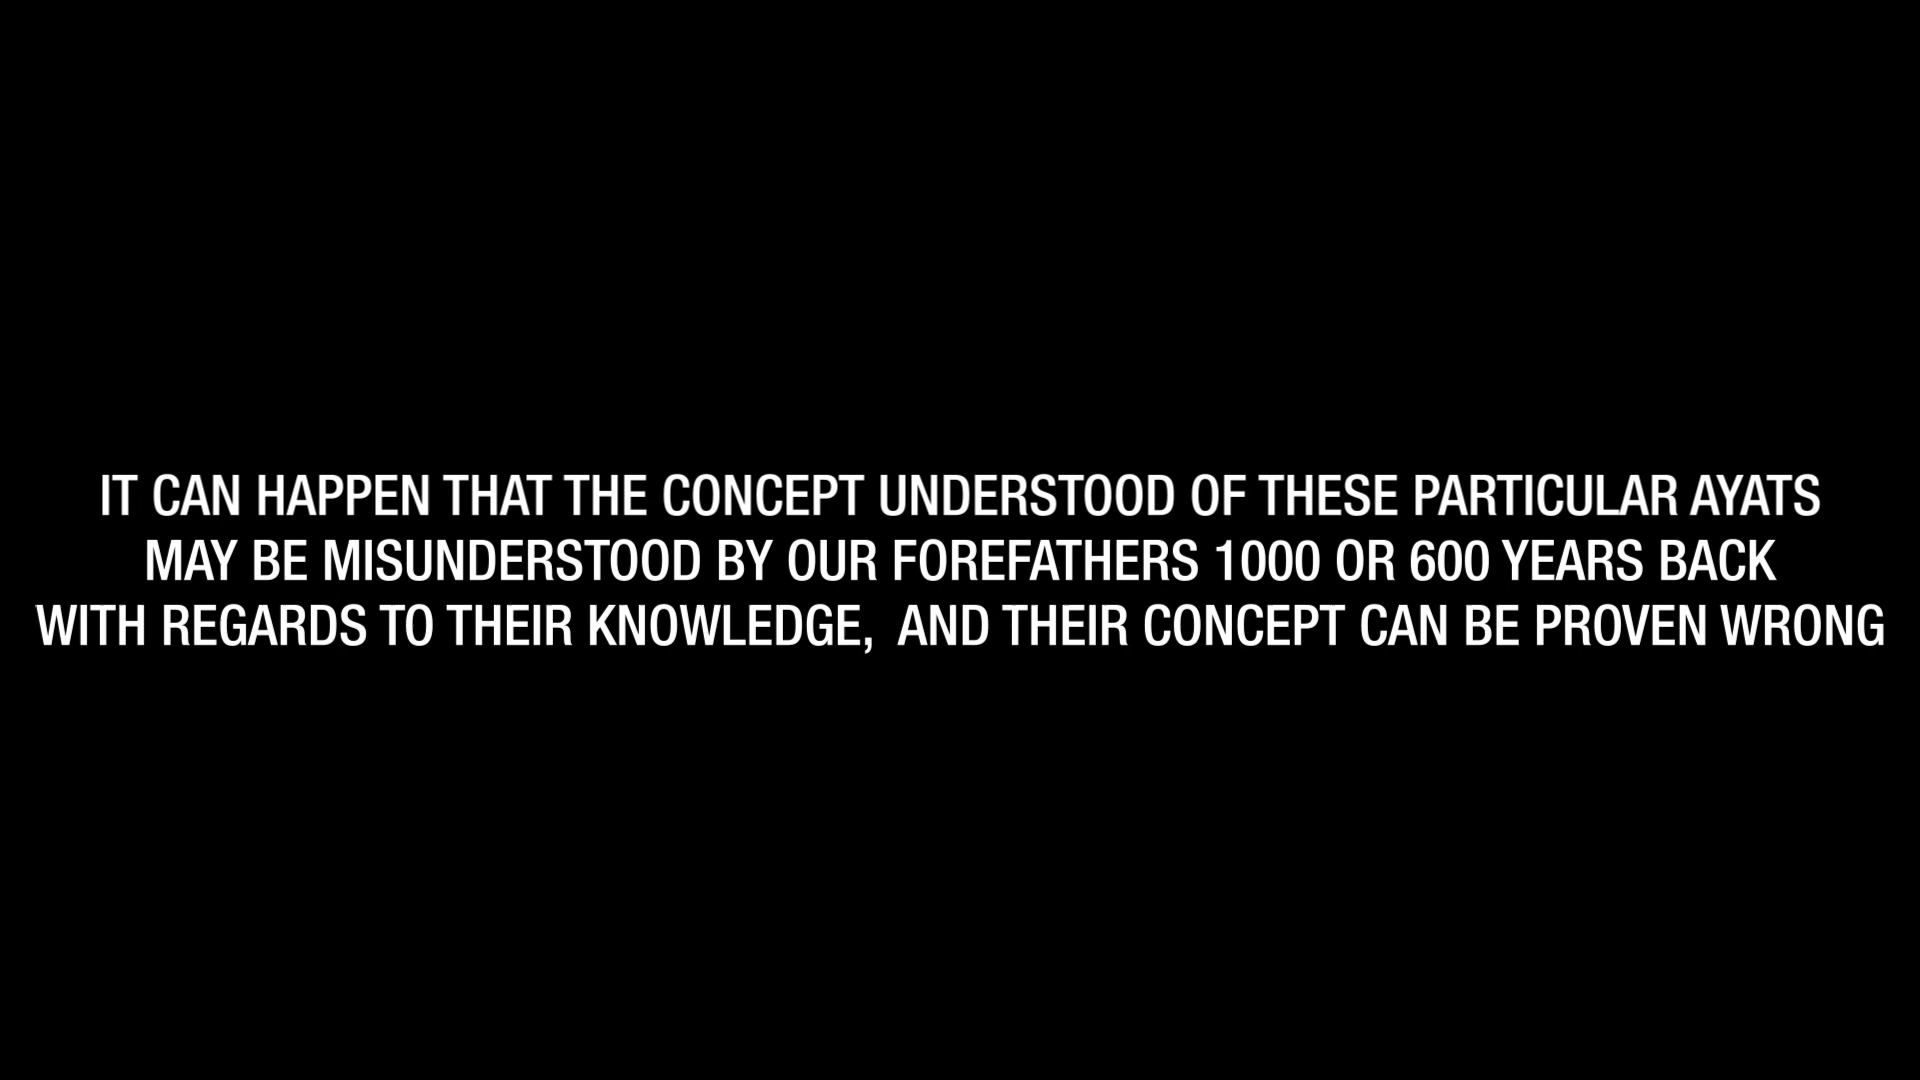 IT CAN HAPPEN THAT THE CONCEPT UNDERSTOOD OF THESE PARTICULAR AYATS
MAY BE MISUNDERSTOOD BY OUR FOREFATHERS 1000 OR 600 YEARS BACK
WITH REGARDS TO THEIR KNOWLEDGE,  AND THEIR CONCEPT CAN BE PROVEN WRONG